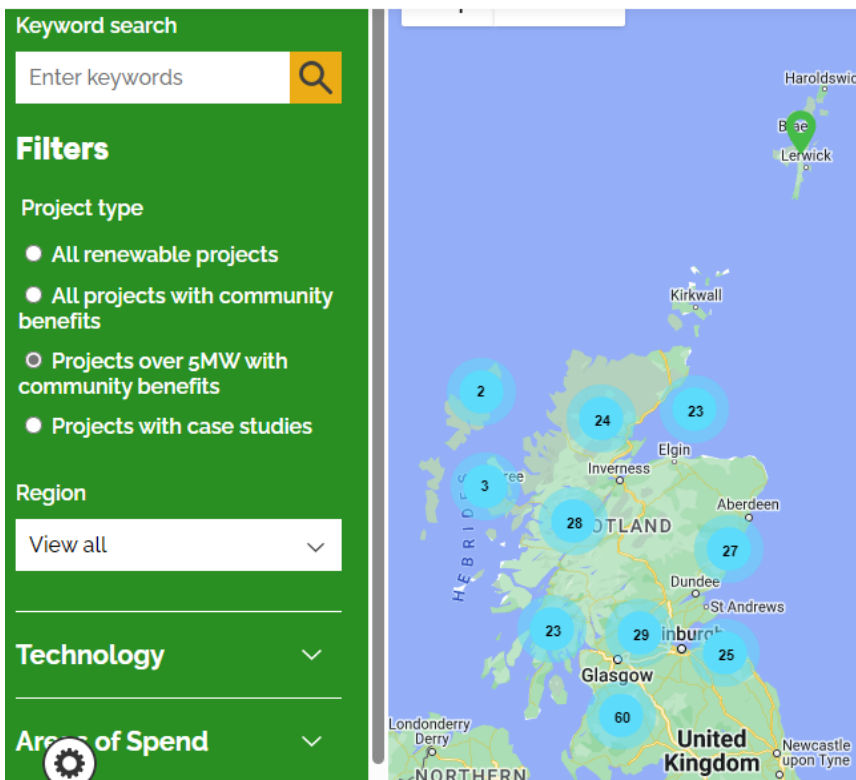 Keyword search
Enter keywords
Filters
Project type
All renewable projects
All projects with community
benefits
Projects over 5MW with
community benefits
Projects with case studies
Region
View all
Technology
of Spend
Lerwick
Kirkwall
2
24
23
Elgin
Inverness
3
HEBRIDES
Aberdeen
28
27
Dundee
St Andrews
23
29
25
Glasgow
60
Londonderry
Derry
United
Kingdom
Newcastle
upon Tyne
NORTHERN